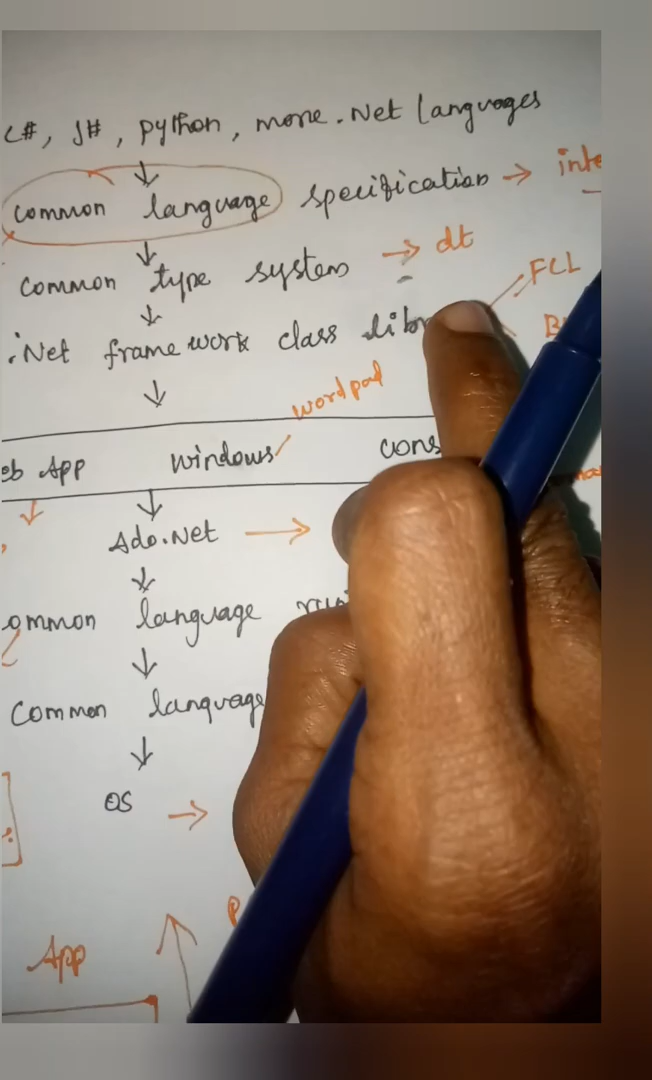 C#, J#, python, more .Net languages
common language specification → inte
common type system → dt
FCL
.Net frame work class libr
B
wordpad
eb App windows cons
Ado.Net →
ommon language run
Common language
OS →
P
App